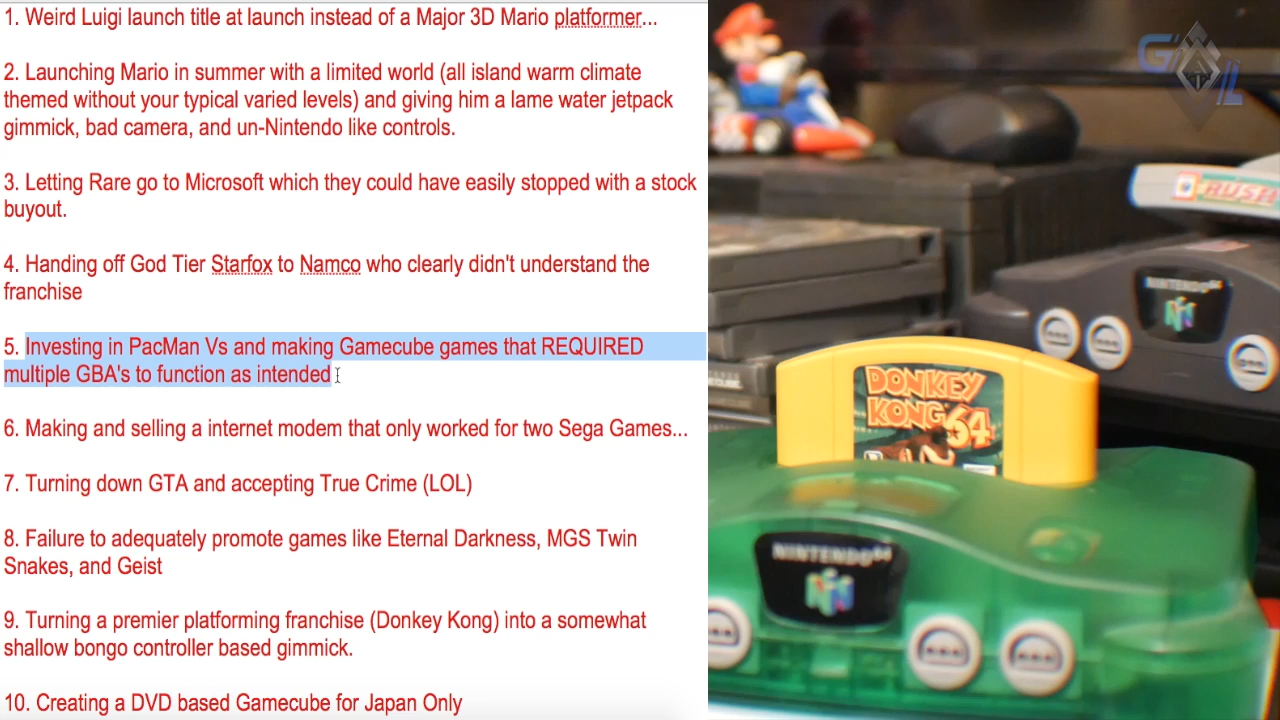 1. Weird Luigi launch title at launch instead of a Major 3D Mario platformer...
2. Launching Mario in summer with a limited world (all island warm climate
themed without your typical varied levels) and giving him a lame water jetpack
gimmick, bad camera, and un-Nintendo like controls.
3. Letting Rare go to Microsoft which they could have easily stopped with a stock
buyout.
4. Handing off God Tier Starfox to Namco who clearly didn't understand the
franchise
5. Investing in PacMan Vs and making Gamecube games that REQUIRED
multiple GBA's to function as intended
6. Making and selling a internet modem that only worked for two Sega Games...
7. Turning down GTA and accepting True Crime (LOL)
8. Failure to adequately promote games like Eternal Darkness, MGS Twin
Snakes, and Geist
9. Turning a premier platforming franchise (Donkey Kong) into a somewhat
shallow bongo controller based gimmick.
10. Creating a DVD based Gamecube for Japan Only
RUSH
NINTENDO64
DONKEY
KONG 64
NINTENDO64